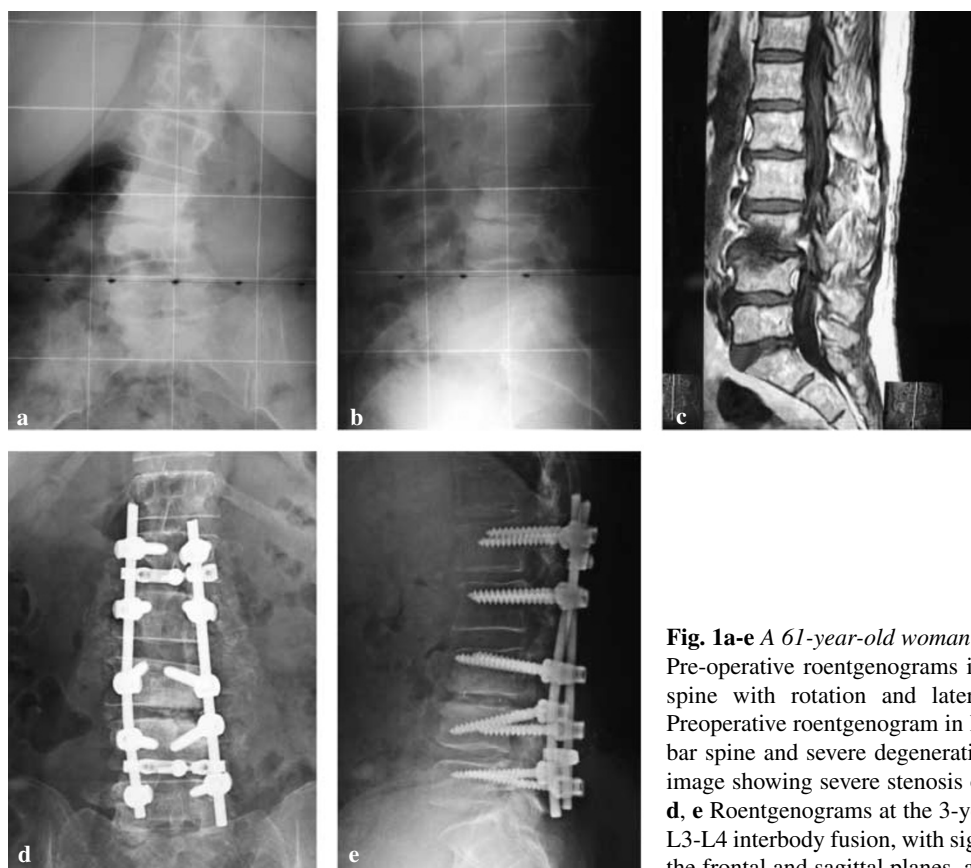 a
b
c
d
e
Fig. 1a-e A 61-year-old woman
Pre-operative roentgenograms i
spine with rotation and later
Preoperative roentgenogram in
bar spine and severe degenerati
image showing severe stenosis
d, e Roentgenograms at the 3-y
L3-L4 interbody fusion, with sig
the frontal and sagittal planes,